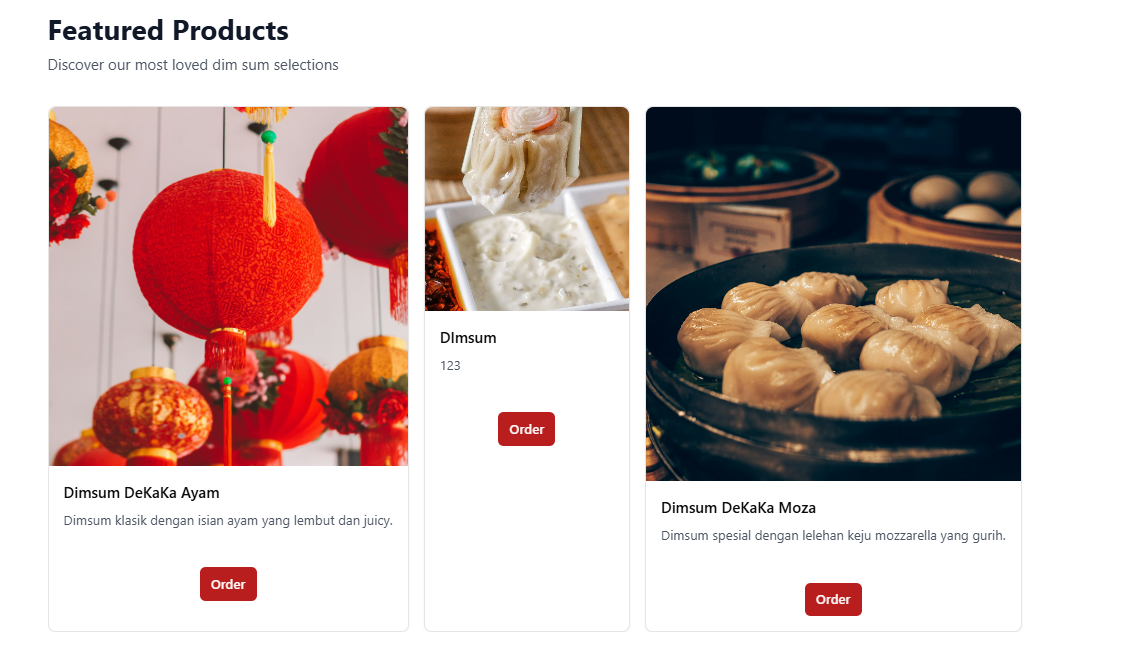 Featured Products
Discover our most loved dim sum selections
Dimsum DeKaKa Ayam
Dimsum klasik dengan isian ayam yang lembut dan juicy.
Order
DImsum
123
Order
Dimsum DeKaKa Moza
Dimsum spesial dengan lelehan keju mozzarella yang gurih.
Order